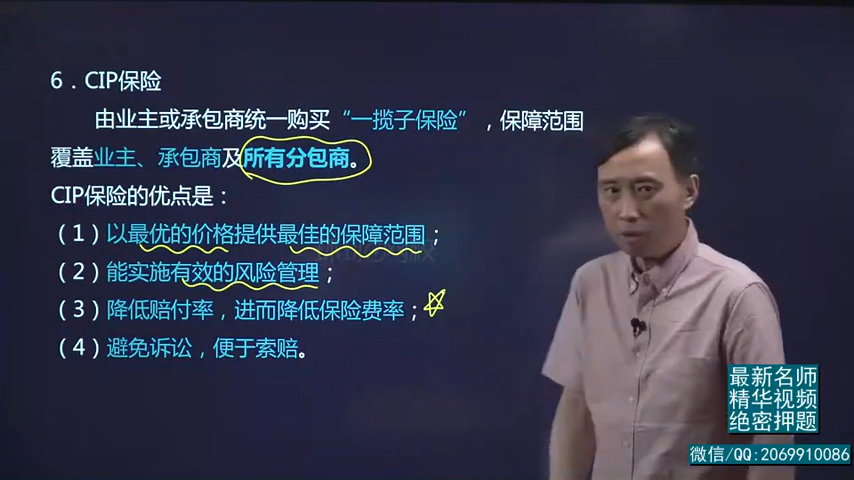 6．CIP保险
由业主或承包商统一购买“一揽子保险”，保障范围
覆盖业主、承包商及所有分包商。
CIP保险的优点是：
（1）以最优的价格提供最佳的保障范围；
（2）能实施有效的风险管理；
（3）降低赔付率，进而降低保险费率；
（4）避免诉讼，便于索赔。
最新名师
精华视频
绝密押题
微信/QQ:2069910086